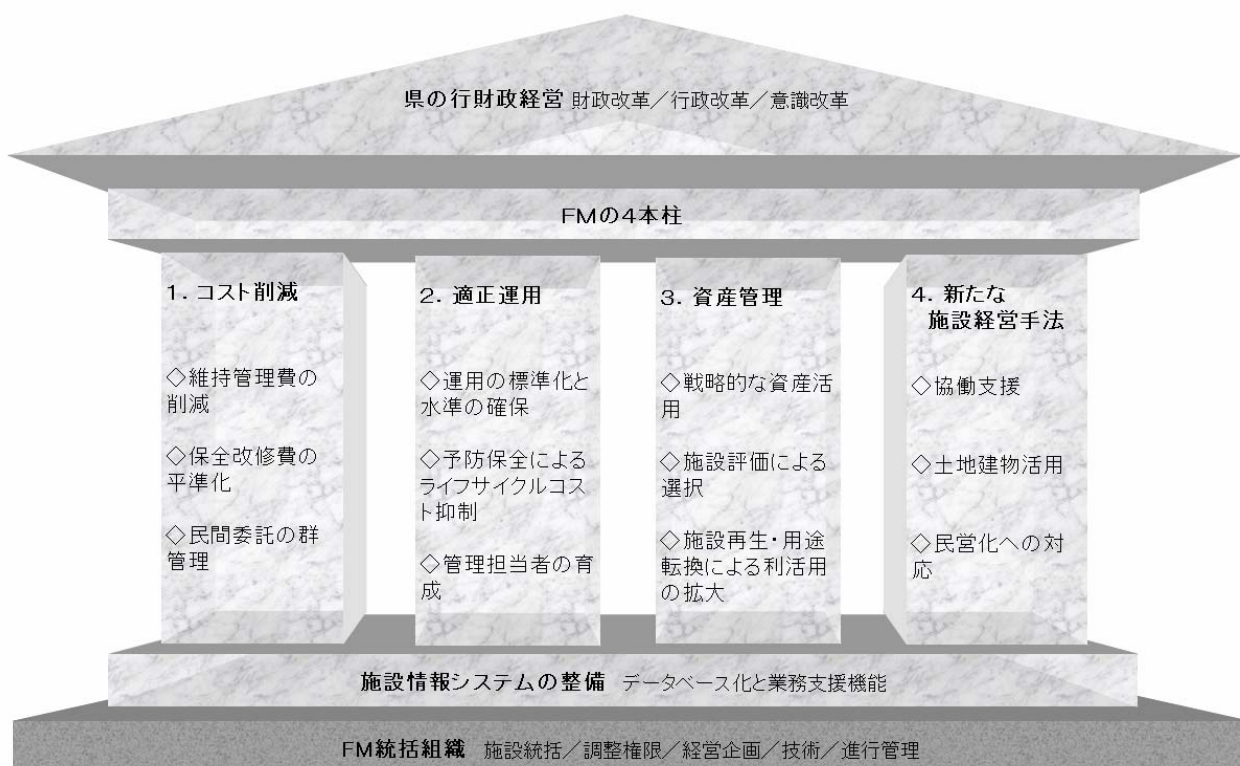 県の行財政経営 財政改革／行政改革／意識改革
FMの4本柱
1. コスト削減
◇維持管理費の
削減
◇保全改修費の
平準化
◇民間委託の群
管理
2. 適正運用
◇運用の標準化と
水準の確保
◇予防保全による
ライフサイクルコス
ト抑制
◇管理担当者の育
成
3. 資産管理
◇戦略的な資産活
用
◇施設評価による
選択
◇施設再生・用途
転換による利活用
の拡大
4. 新たな
施設経営手法
◇協働支援
◇土地建物活用
◇民営化への対
応
施設情報システムの整備 データベース化と業務支援機能
FM統括組織 施設統括／調整権限／経営企画／技術／進行管理